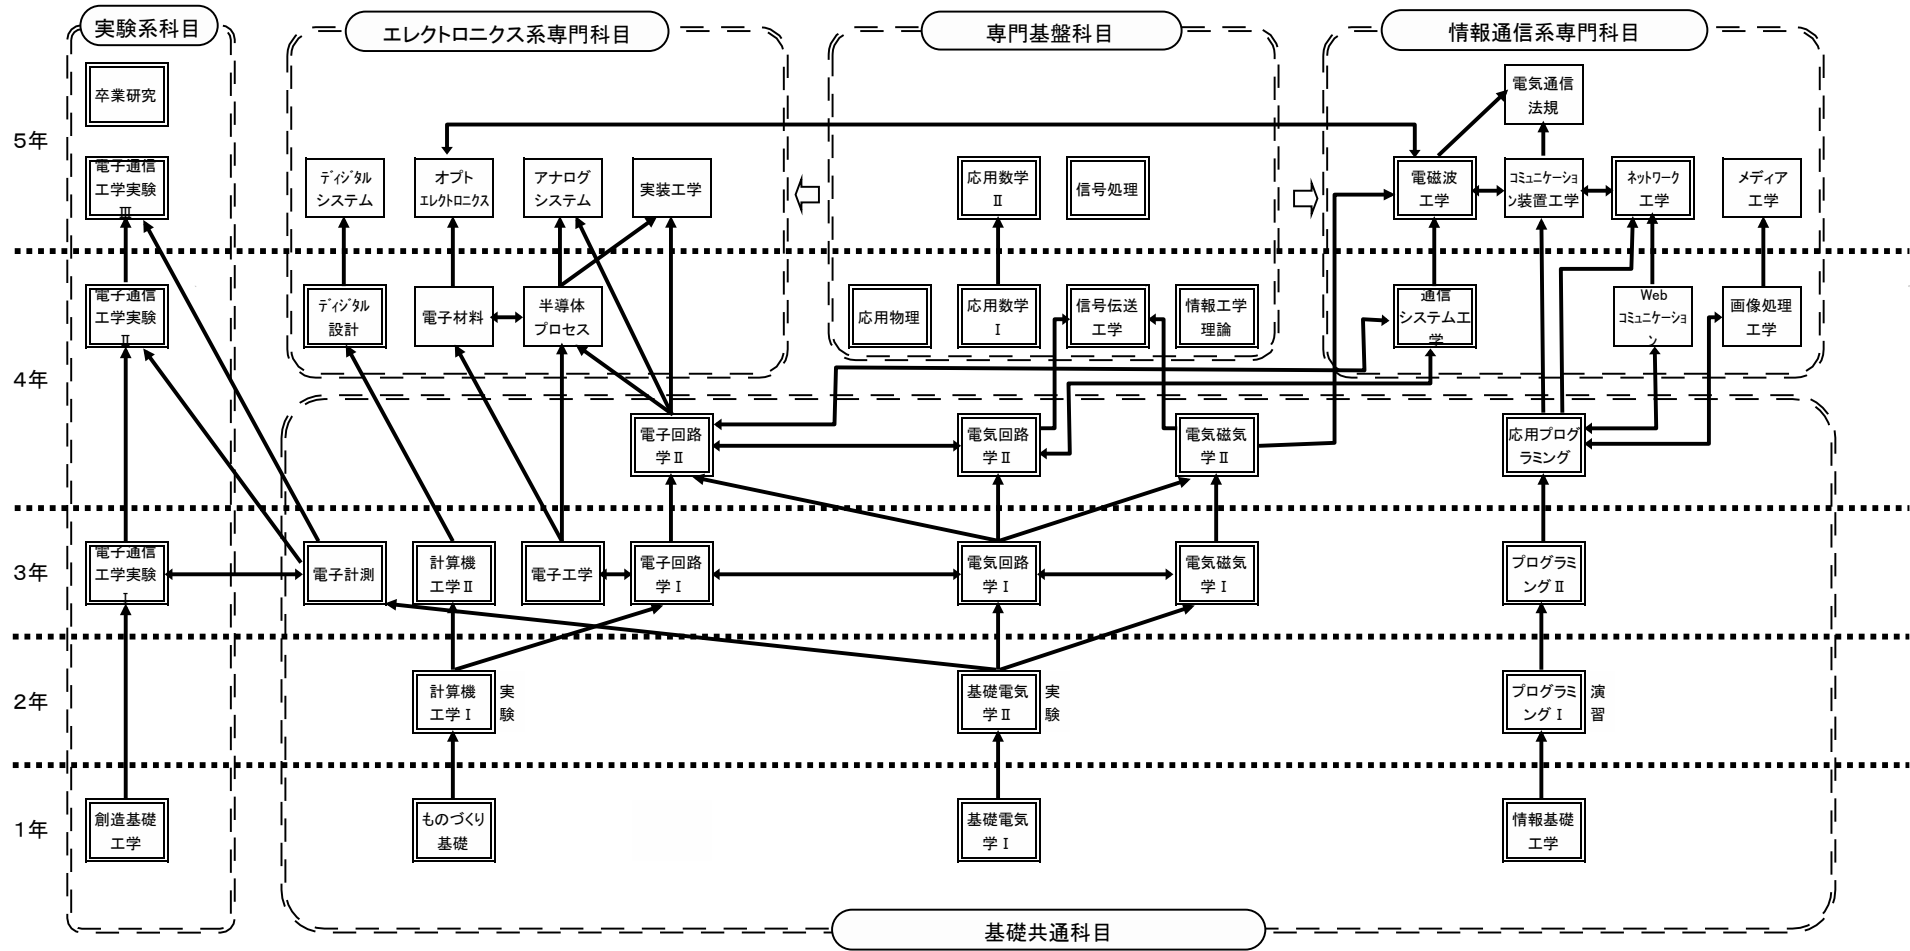 実験系科目
エレクトロニクス系専門科目
専門基盤科目
情報通信系専門科目
卒業研究
電気通信
法規
5年
電子通信
工学実験
Ⅲ
ディジタル
システム
オプト
エレクトロニクス
アナログ
システム
実装工学
応用数学
Ⅱ
信号処理
電磁波
工学
コミュニケーショ
ン装置工学
ネットワーク
工学
メディア
工学
4年
電子通信
工学実験
Ⅱ
ディジタル
設計
電子材料
半導体
プロセス
応用物理
応用数学
Ⅰ
信号伝送
工学
情報工学
理論
通信
システム工
学
Web
コミュニケーショ
ン
画像処理
工学
電子回路
学Ⅱ
電気回路
学Ⅱ
電気磁気
学Ⅱ
応用プログ
ラミング
3年
電子通信
工学実験
Ⅰ
電子計測
計算機
工学Ⅱ
電子工学
電子回路
学Ⅰ
電気回路
学Ⅰ
電気磁気
学Ⅰ
プログラミ
ングⅡ
2年
計算機
工学Ⅰ
実
験
基礎電気
学Ⅱ
実
験
プログラミ
ングⅠ
演
習
1年
創造基礎
工学
ものづくり
基礎
基礎電気
学Ⅰ
情報基礎
工学
基礎共通科目